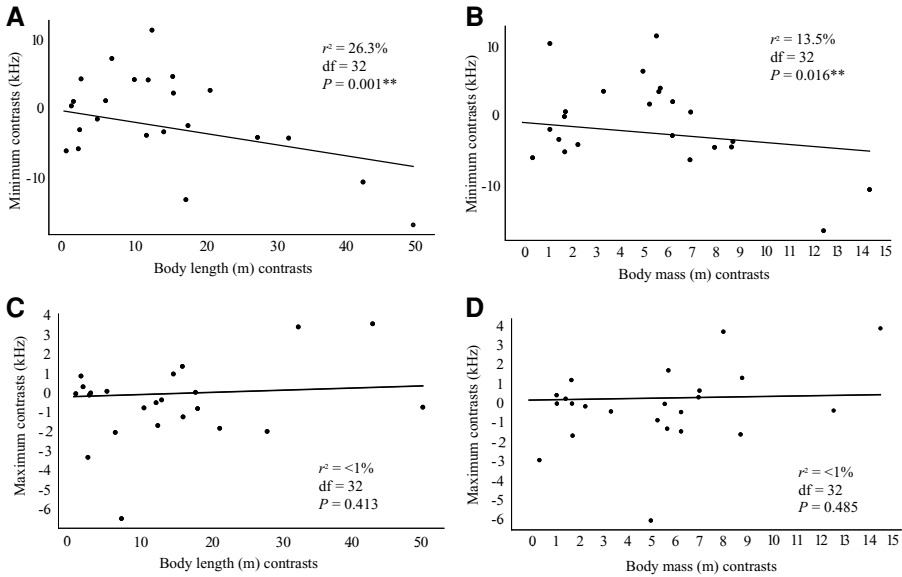 A
Minimum contrasts (kHz)
10
0
-10
r² = 26.3%
df = 32
P = 0.001**
0 10 20 30 40 50
Body length (m) contrasts
B
Minimum contrasts (kHz)
10
0
-10
r² = 13.5%
df = 32
P = 0.016**
0 1 2 3 4 5 6 7 8 9 10 11 12 13 14 15
Body mass (m) contrasts
C
Maximum contrasts (kHz)
4
3
2
1
0
-1
-2
-3
-4
-5
-6
r² = <1%
df = 32
P = 0.413
0 10 20 30 40 50
Body length (m) contrasts
D
Maximum contrasts (kHz)
4
3
2
1
0
-1
-2
-3
-4
-5
-6
r² = <1%
df = 32
P = 0.485
0 1 2 3 4 5 6 7 8 9 10 11 12 13 14 15
Body mass (m) contrasts